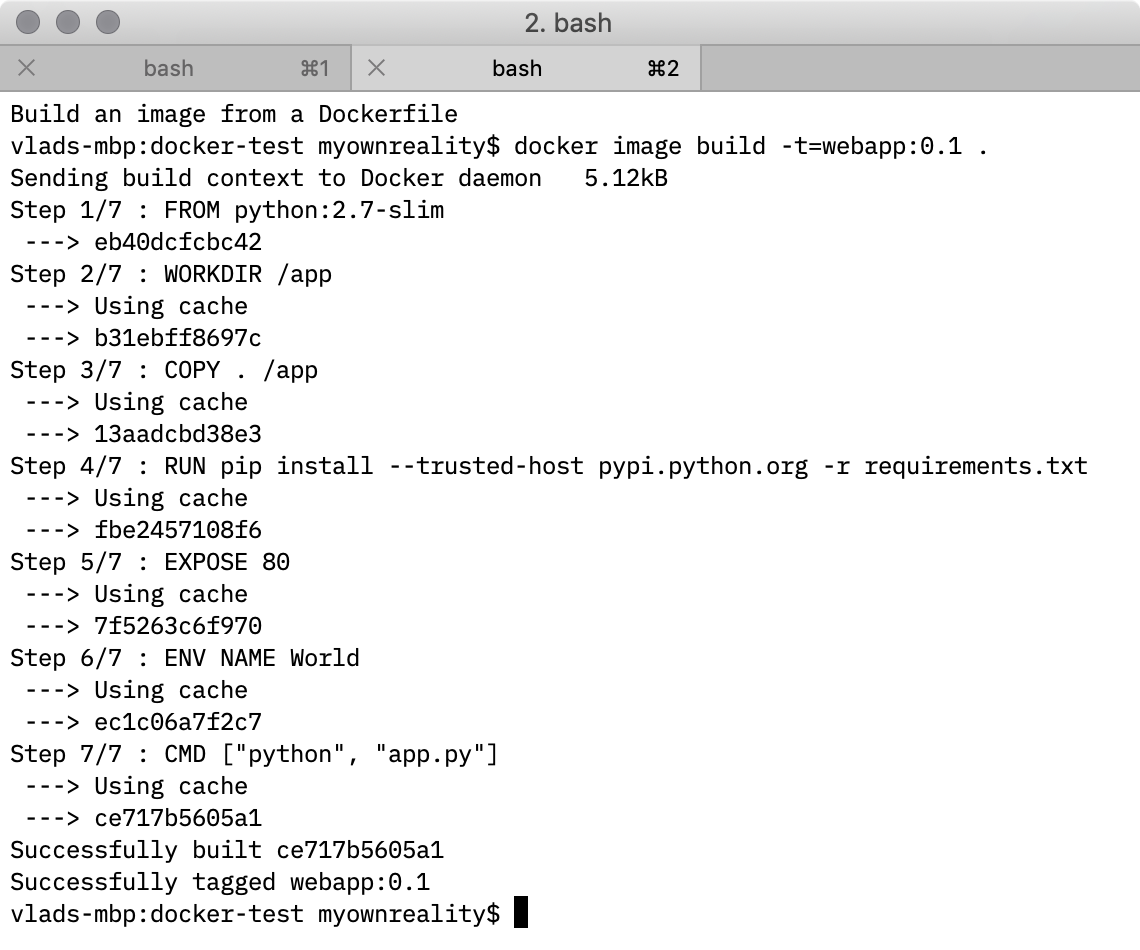 2. bash
bash ⌘1 bash ⌘2
Build an image from a Dockerfile
vlads-mbp:docker-test myownreality$ docker image build -t=webapp:0.1 .
Sending build context to Docker daemon   5.12kB
Step 1/7 : FROM python:2.7-slim
 ---> eb40dcfcbc42
Step 2/7 : WORKDIR /app
 ---> Using cache
 ---> b31ebff8697c
Step 3/7 : COPY . /app
 ---> Using cache
 ---> 13aadcbd38e3
Step 4/7 : RUN pip install --trusted-host pypi.python.org -r requirements.txt
 ---> Using cache
 ---> fbe2457108f6
Step 5/7 : EXPOSE 80
 ---> Using cache
 ---> 7f5263c6f970
Step 6/7 : ENV NAME World
 ---> Using cache
 ---> ec1c06a7f2c7
Step 7/7 : CMD ["python", "app.py"]
 ---> Using cache
 ---> ce717b5605a1
Successfully built ce717b5605a1
Successfully tagged webapp:0.1
vlads-mbp:docker-test myownreality$